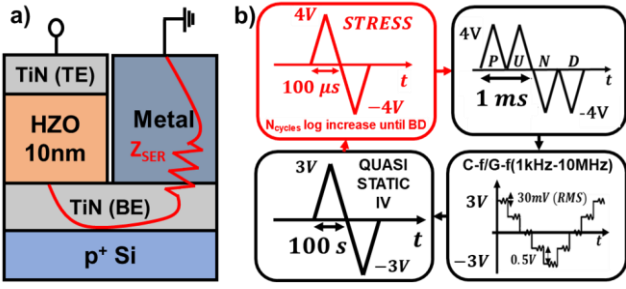 a)
TiN (TE)
HZO
10nm
Metal
Z_SER
TiN (BE)
p⁺ Si
b)
4V
STRESS
t
100 μs
−4V
N_cycles log increase until BD
4V
P U N D
t
1 ms
-4V
3V
QUASI
STATIC
IV
100 s
t
−3V
C-f/G-f(1kHz-10MHz)
3V
30mV (RMS)
t
0.5V
−3V